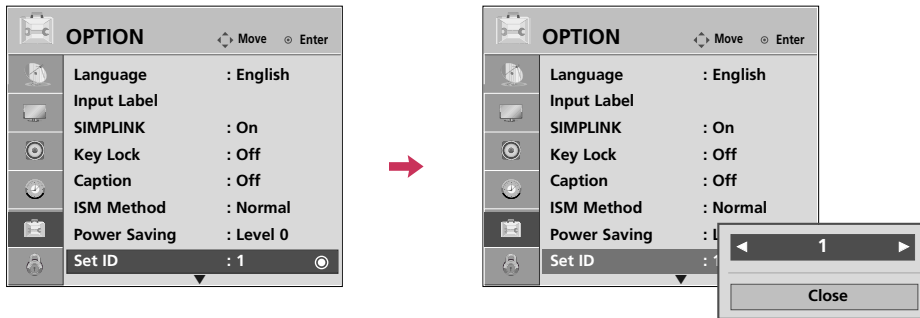 OPTION Move Enter
Language : English
Input Label
SIMPLINK : On
Key Lock : Off
Caption : Off
ISM Method : Normal
Power Saving : Level 0
Set ID : 1
OPTION Move Enter
Language : English
Input Label
SIMPLINK : On
Key Lock : Off
Caption : Off
ISM Method : Normal
Power Saving : L
Set ID : 1
1
Close